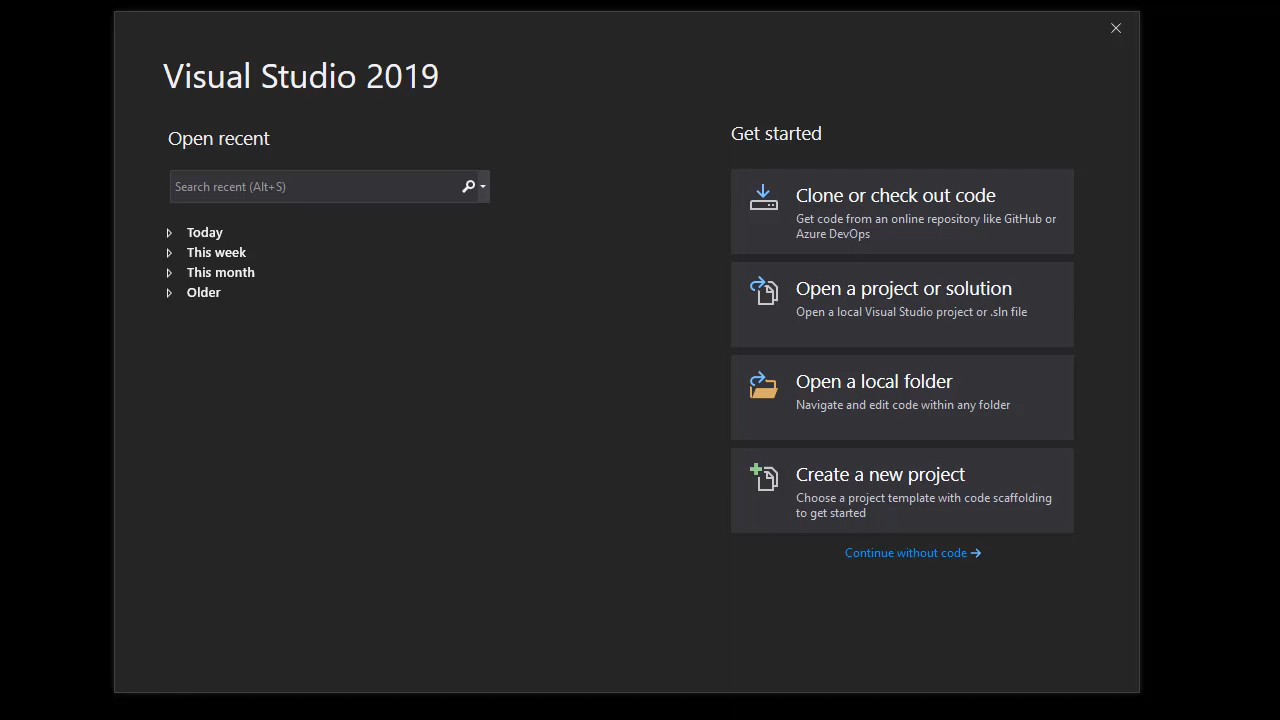 Visual Studio 2019
Open recent
Search recent (Alt+S)
Today
This week
This month
Older
Get started
Clone or check out code
Get code from an online repository like GitHub or
Azure DevOps
Open a project or solution
Open a local Visual Studio project or .sln file
Open a local folder
Navigate and edit code within any folder
Create a new project
Choose a project template with code scaffolding
to get started
Continue without code →